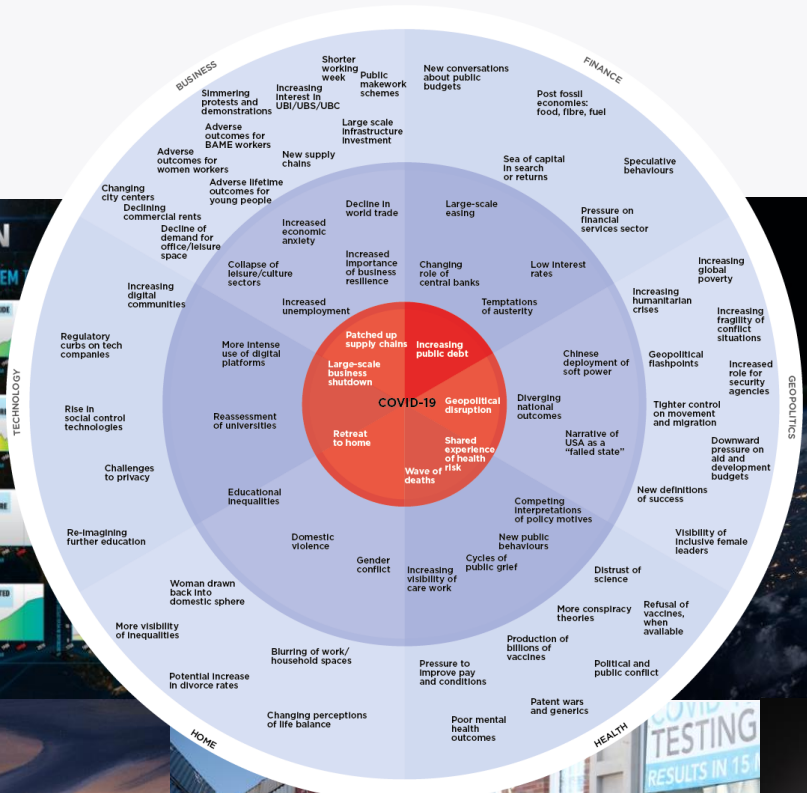 BUSINESS
Shorter
working
week
Public
makework
schemes
Increasing
interest in
UBI/UBS/UBC
Simmering
protests and
demonstrations
Large scale
infrastructure
investment
Adverse
outcomes for
BAME workers
Adverse
outcomes for
women workers
New supply
chains
Adverse lifetime
outcomes for
young people
Changing
city centers
Declining
commercial rents
Decline of
demand for
office/leisure
space
Decline in
world trade
Increased
economic
anxiety
Increased
importance
of business
resilience
Collapse of
leisure/culture
sectors
Increased
unemployment
Patched up
supply chains
Large-scale
business
shutdown
FINANCE
New conversations
about public
budgets
Post fossil
economies:
food, fibre, fuel
Sea of capital
in search
or returns
Speculative
behaviours
Pressure on
financial
services sector
Large-scale
easing
Changing
role of
central banks
Low interest
rates
Temptations
of austerity
Increasing
public debt
GEOPOLITICS
Increasing
global
poverty
Increasing
humanitarian
crises
Increasing
fragility of
conflict
situations
Geopolitical
flashpoints
Increased
role for
security
agencies
Tighter control
on movement
and migration
Downward
pressure on
aid and
development
budgets
New definitions
of success
Visibility of
inclusive female
leaders
Chinese
deployment of
soft power
Diverging
national
outcomes
Narrative of
USA as a
“failed state”
Geopolitical
disruption
COVID-19
HEALTH
Shared
experience
of health
risk
Wave of
deaths
Competing
interpretations
of policy motives
New public
behaviours
Cycles of
public grief
Increasing
visibility of
care work
Distrust of
science
More conspiracy
theories
Refusal of
vaccines,
when
available
Production of
billions of
vaccines
Political and
public conflict
Pressure to
improve pay
and conditions
Patent wars
and generics
Poor mental
health
outcomes
HOME
Retreat
to home
Educational
inequalities
Domestic
violence
Gender
conflict
Woman drawn
back into
domestic sphere
More visibility
of inequalities
Blurring of work/
household spaces
Potential increase
in divorce rates
Changing perceptions
of life balance
TECHNOLOGY
Increasing
digital
communities
Regulatory
curbs on tech
companies
Rise in
social control
technologies
Challenges
to privacy
Re-imagining
further education
More intense
use of digital
platforms
Reassessment
of universities
COVID
TESTING
RESULTS IN 15